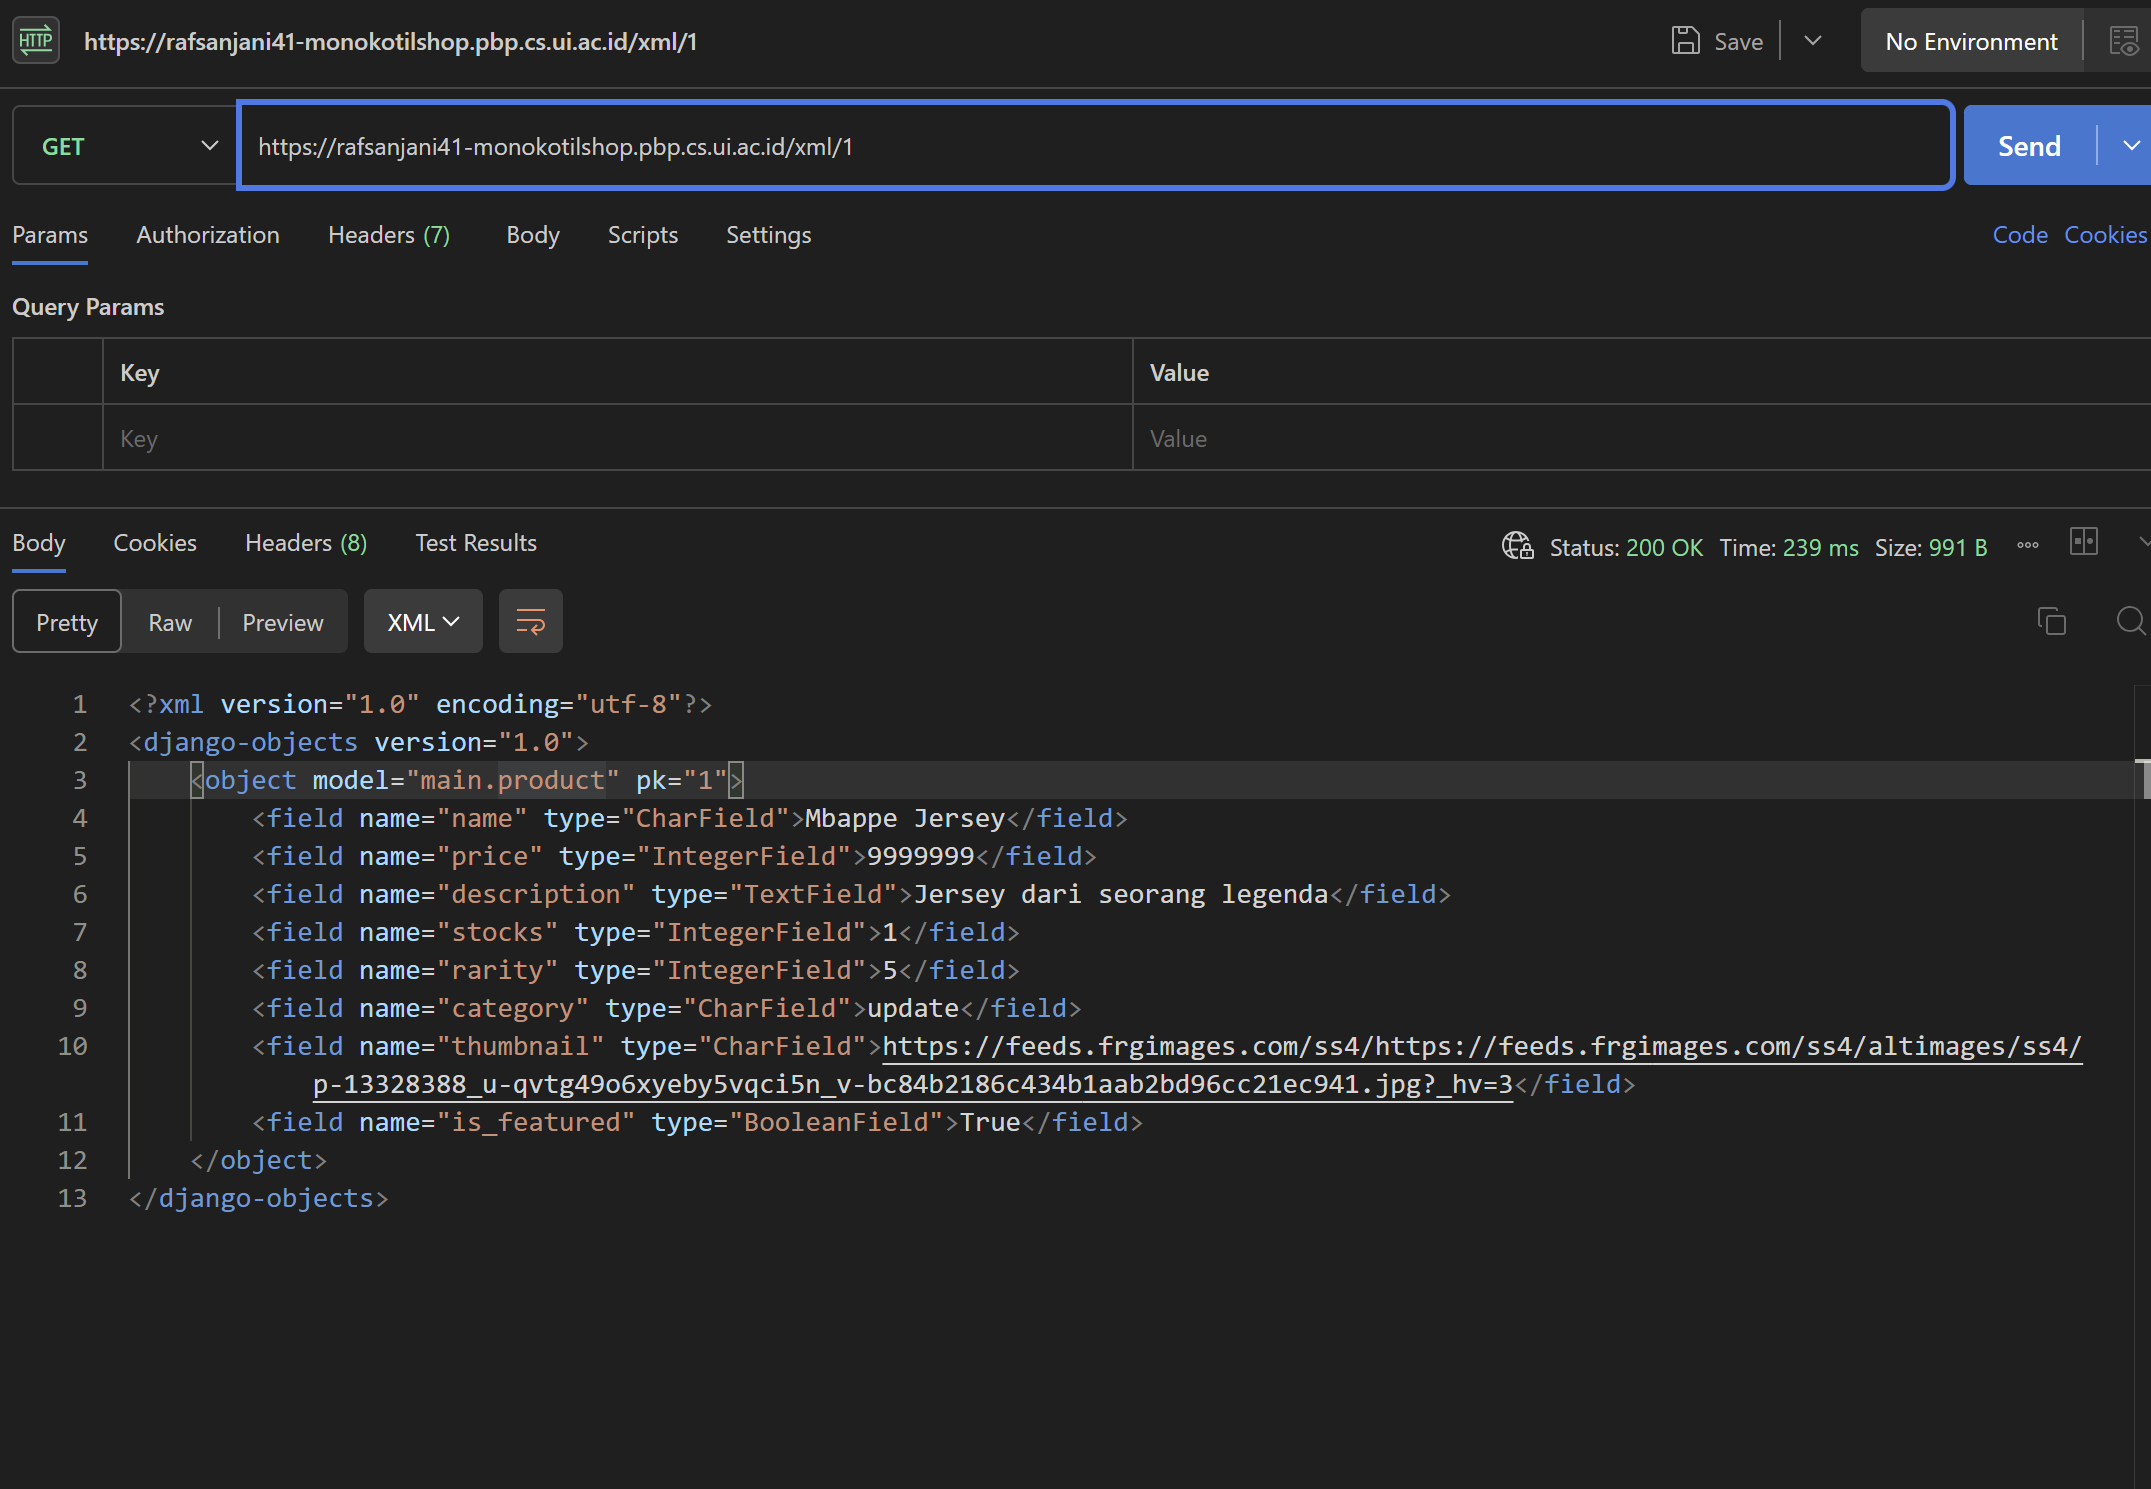 HTTP https://rafsanjani41-monokotilshop.pbp.cs.ui.ac.id/xml/1 Save No Environment
GET https://rafsanjani41-monokotilshop.pbp.cs.ui.ac.id/xml/1 Send
Params Authorization Headers (7) Body Scripts Settings Code Cookies
Query Params
Key Value
Key Value
Body Cookies Headers (8) Test Results Status: 200 OK Time: 239 ms Size: 991 B
Pretty Raw Preview XML
1 <?xml version="1.0" encoding="utf-8"?>
2 <django-objects version="1.0">
3 <object model="main.product" pk="1">
4 <field name="name" type="CharField">Mbappe Jersey</field>
5 <field name="price" type="IntegerField">9999999</field>
6 <field name="description" type="TextField">Jersey dari seorang legenda</field>
7 <field name="stocks" type="IntegerField">1</field>
8 <field name="rarity" type="IntegerField">5</field>
9 <field name="category" type="CharField">update</field>
10 <field name="thumbnail" type="CharField">https://feeds.frgimages.com/ss4/https://feeds.frgimages.com/ss4/altimages/ss4/
p-13328388_u-qvtg49o6xyeby5vqci5n_v-bc84b2186c434b1aab2bd96cc21ec941.jpg?_hv=3</field>
11 <field name="is_featured" type="BooleanField">True</field>
12 </object>
13 </django-objects>